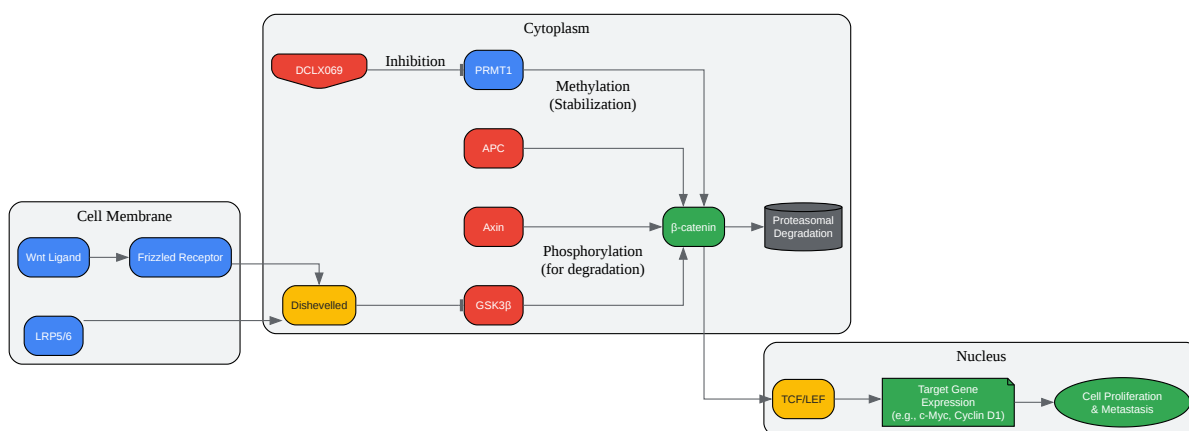 Cytoplasm
DCLX069
Inhibition
PRMT1
Methylation
(Stabilization)
APC
Cell Membrane
Wnt Ligand
Frizzled Receptor
LRP5/6
Axin
β-catenin
Proteasomal
Degradation
Phosphorylation
(for degradation)
Dishevelled
GSK3β
Nucleus
TCF/LEF
Target Gene
Expression
(e.g., c-Myc, Cyclin D1)
Cell Proliferation
& Metastasis